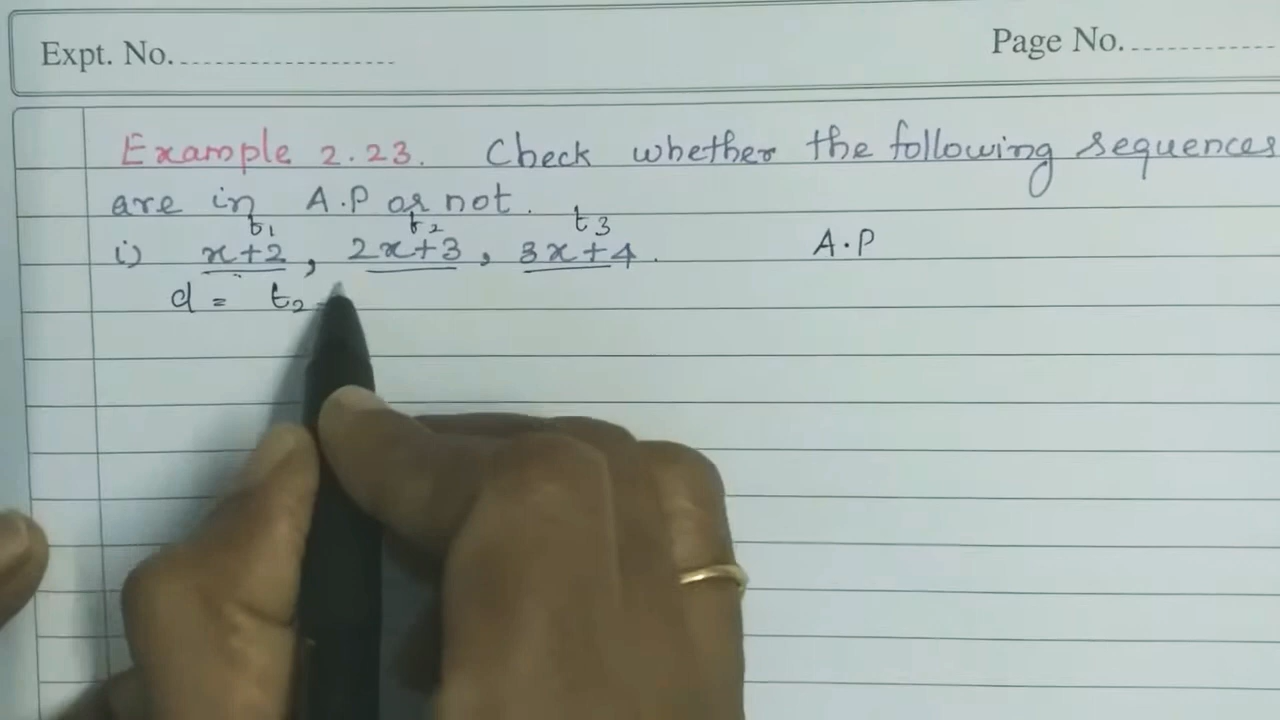 Expt. No.
Page No.
Example 2.23. Check whether the following sequences
are in A.P or not.
t₁ t₂ t₃
i) x+2, 2x+3, 3x+4. A.P
d = t₂ -